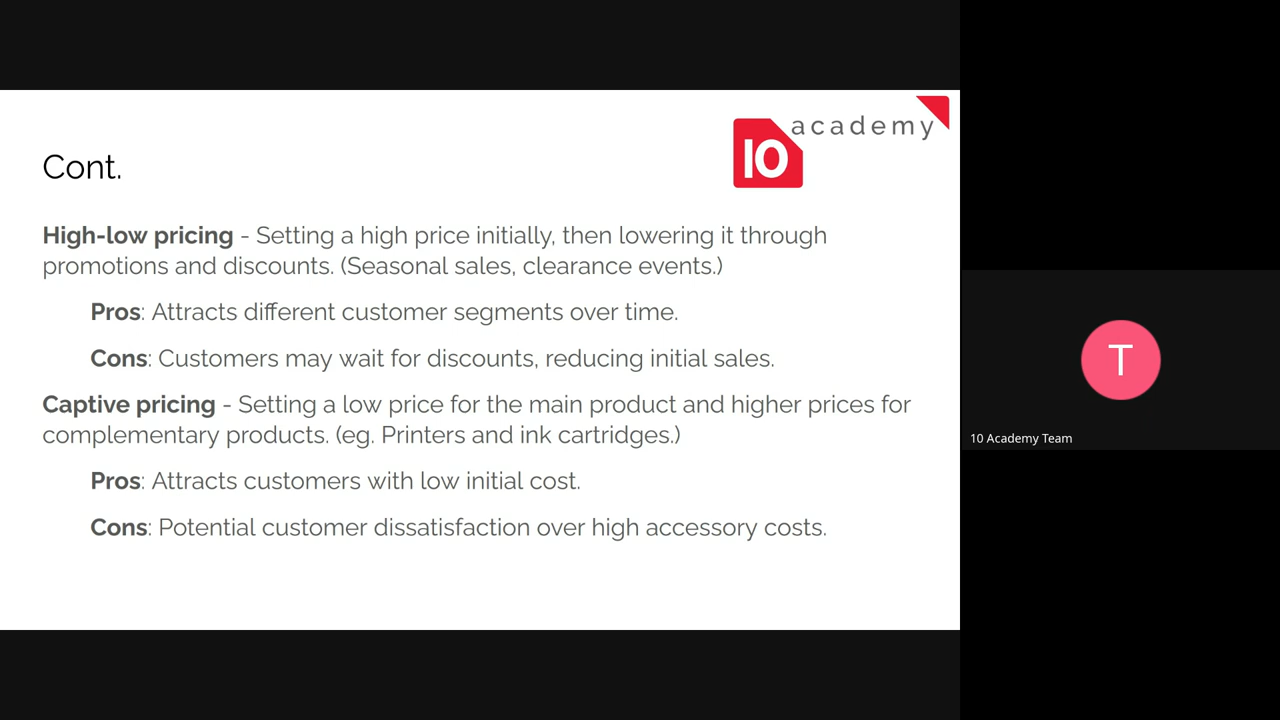 academy
10
Cont.
High-low pricing - Setting a high price initially, then lowering it through
promotions and discounts. (Seasonal sales, clearance events.)
Pros: Attracts different customer segments over time.
Cons: Customers may wait for discounts, reducing initial sales.
Captive pricing - Setting a low price for the main product and higher prices for
complementary products. (eg. Printers and ink cartridges.)
Pros: Attracts customers with low initial cost.
Cons: Potential customer dissatisfaction over high accessory costs.
T
10 Academy Team